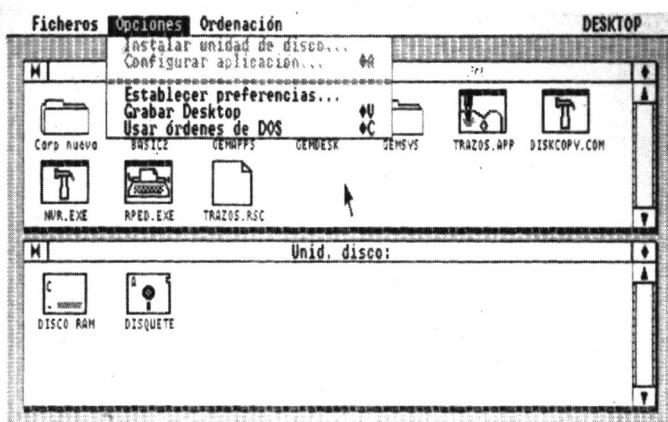 Ficheros Opciones Ordenación DESKTOP
Instalar unidad de disco...
Configurar aplicación... ♦A
Establecer preferencias...
Grabar Desktop ♦V
Usar órdenes de DOS ♦C
Carp nueva BASIC2 GEMAPPS GEMDESK GEMSYS TRAZOS.APP DISKCOPY.COM
NVR.EXE RPED.EXE TRAZOS.RSC
Unid. disco:
C
A
DISCO RAM DISQUETE